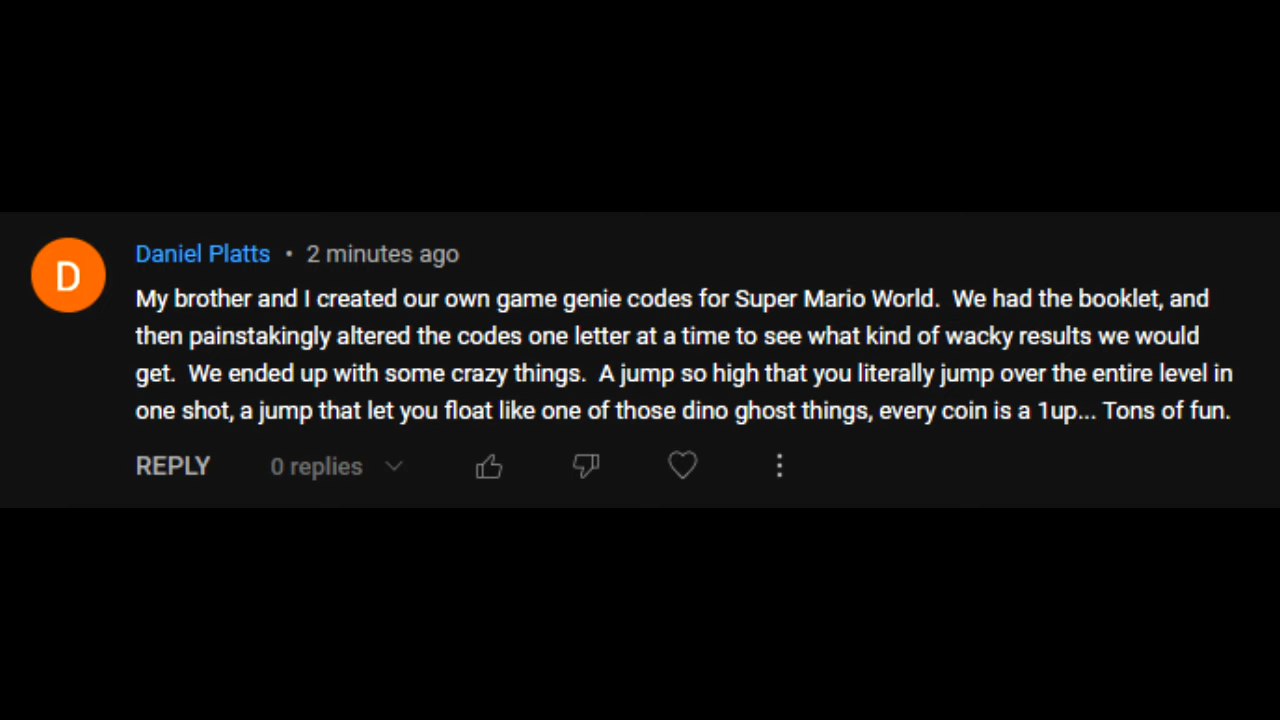 D
Daniel Platts • 2 minutes ago
My brother and I created our own game genie codes for Super Mario World.  We had the booklet, and
then painstakingly altered the codes one letter at a time to see what kind of wacky results we would
get.  We ended up with some crazy things.  A jump so high that you literally jump over the entire level in
one shot, a jump that let you float like one of those dino ghost things, every coin is a 1up... Tons of fun.
REPLY 0 replies